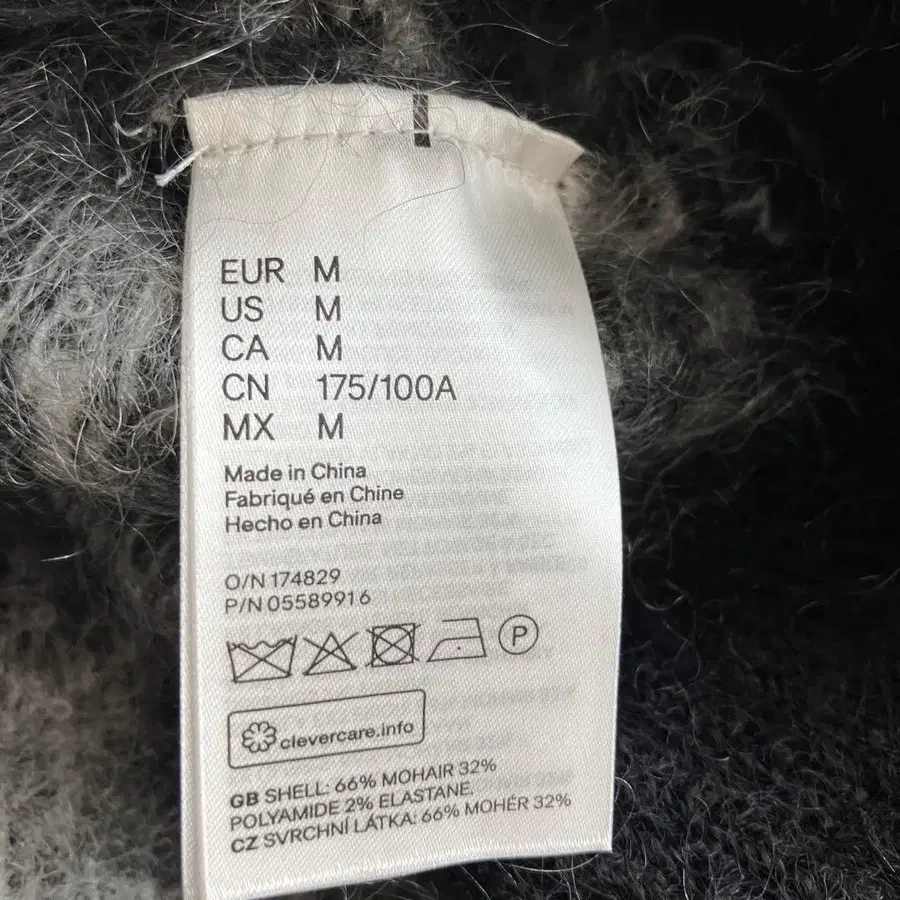 EUR M
US M
CA M
CN 175/100A
MX M
Made in China
Fabriqué en Chine
Hecho en China
O/N 174829
P/N 05589916
P
clevercare.info
GB SHELL: 66% MOHAIR 32%
POLYAMIDE 2% ELASTANE.
CZ SVRCHNÍ LÁTKA: 66% MOHÉR 32%